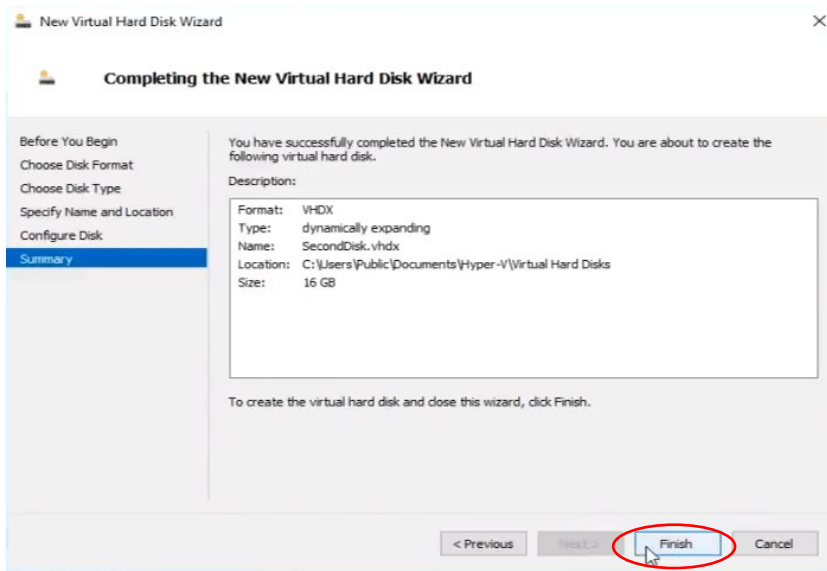 New Virtual Hard Disk Wizard
Completing the New Virtual Hard Disk Wizard
Before You Begin
Choose Disk Format
Choose Disk Type
Specify Name and Location
Configure Disk
Summary
You have successfully completed the New Virtual Hard Disk Wizard. You are about to create the
following virtual hard disk.
Description:
Format: VHDX
Type: dynamically expanding
Name: SecondDisk.vhdx
Location: C:\Users\Public\Documents\Hyper-V\Virtual Hard Disks
Size: 16 GB
To create the virtual hard disk and close this wizard, click Finish.
< Previous
Next >
Finish
Cancel